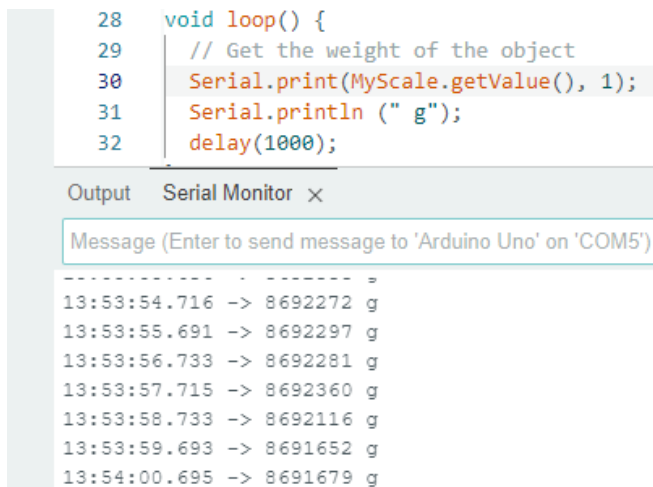 28 void loop() {
29 // Get the weight of the object
30 Serial.print(MyScale.getValue(), 1);
31 Serial.println (" g");
32 delay(1000);
Output Serial Monitor ×
Message (Enter to send message to 'Arduino Uno' on 'COM5')
13:53:54.716 -> 8692272 g
13:53:55.691 -> 8692297 g
13:53:56.733 -> 8692281 g
13:53:57.715 -> 8692360 g
13:53:58.733 -> 8692116 g
13:53:59.693 -> 8691652 g
13:54:00.695 -> 8691679 g